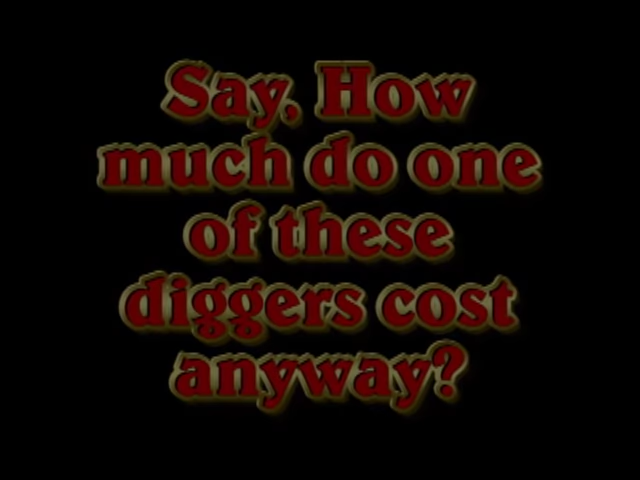 Say, How
much do one
of these
diggers cost
anyway?